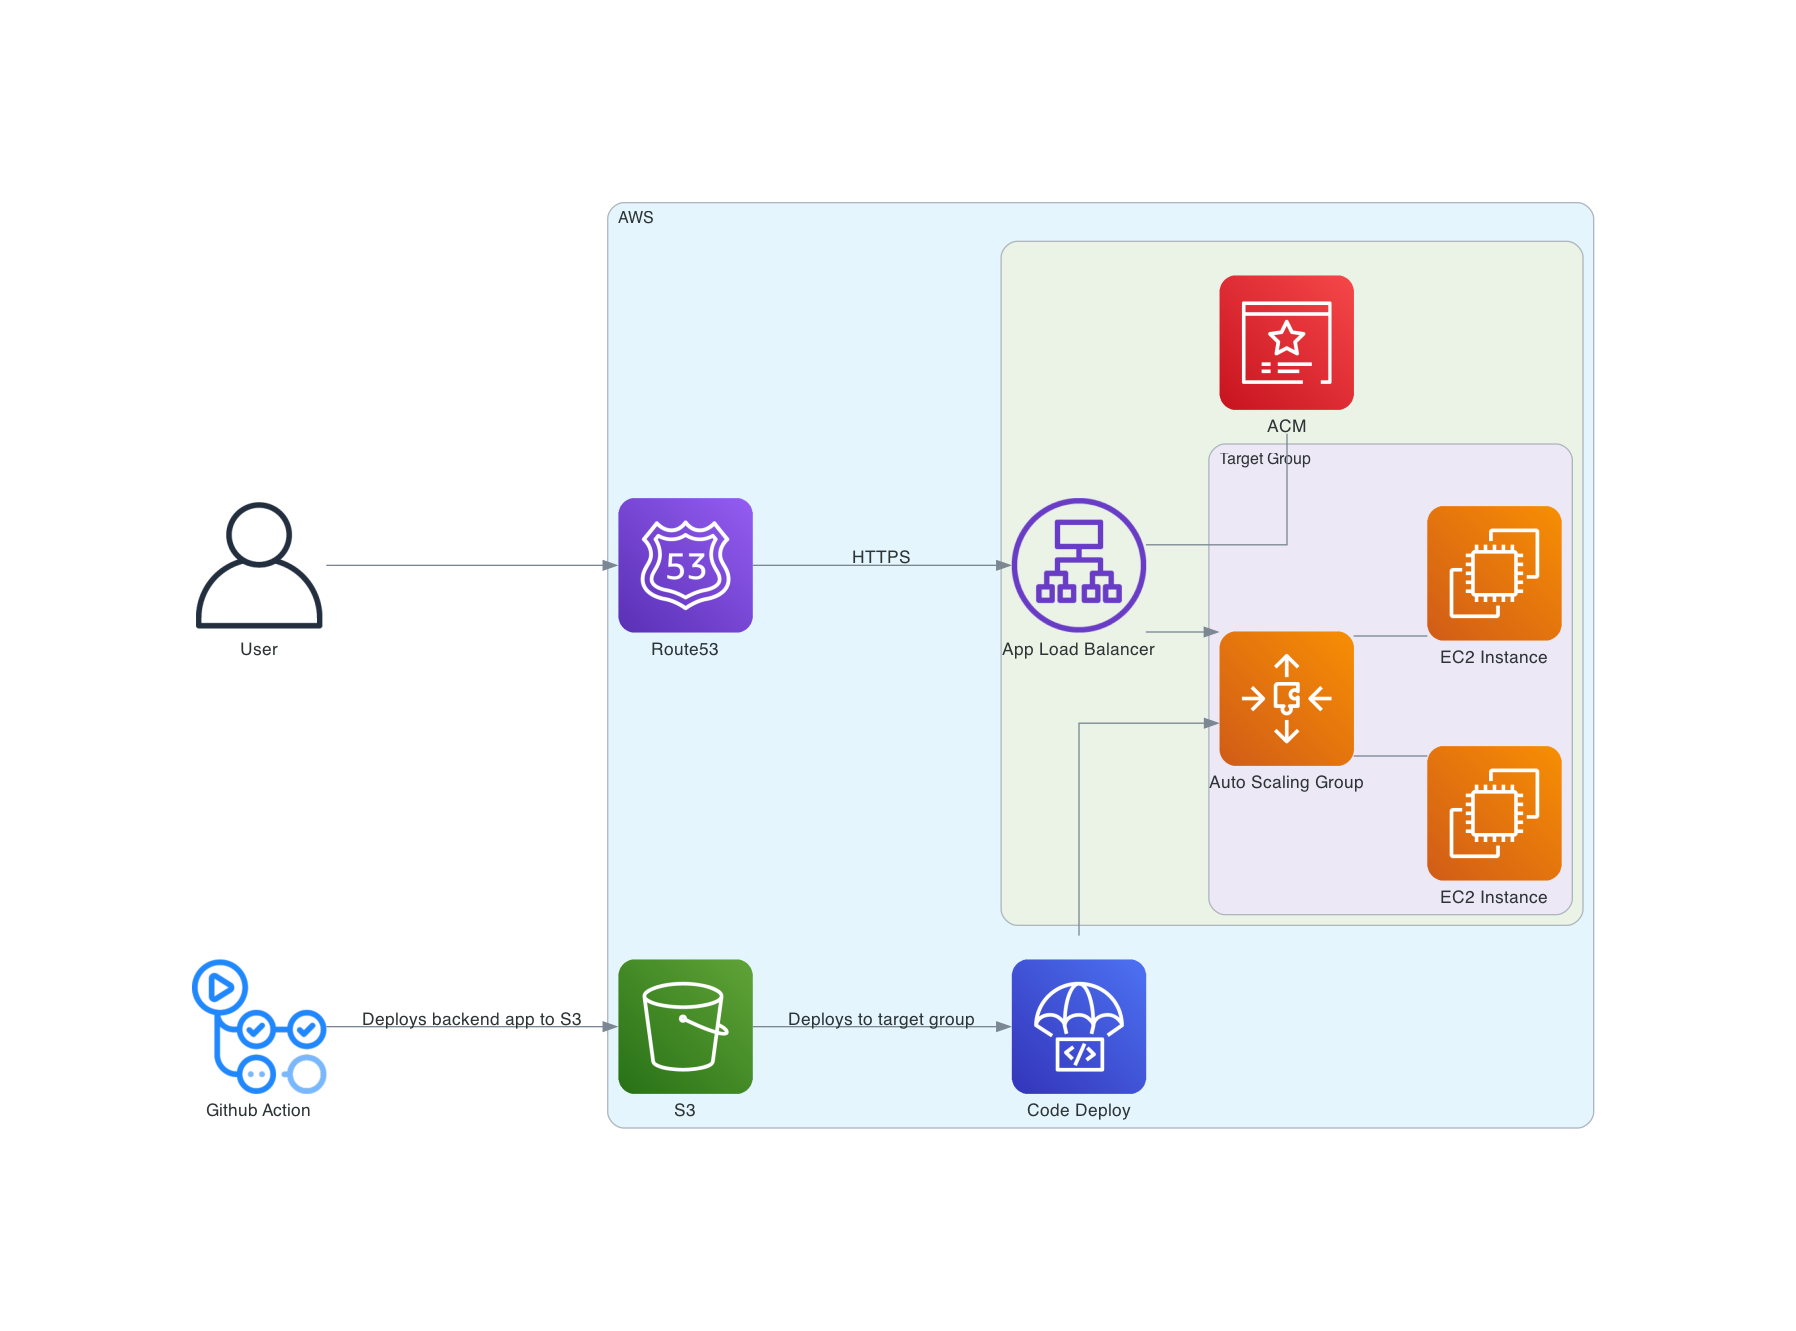 AWS
ACM
Target Group
53
HTTPS
User
Route53
App Load Balancer
EC2 Instance
Auto Scaling Group
EC2 Instance
Deploys backend app to S3
Deploys to target group
</>
Github Action
S3
Code Deploy